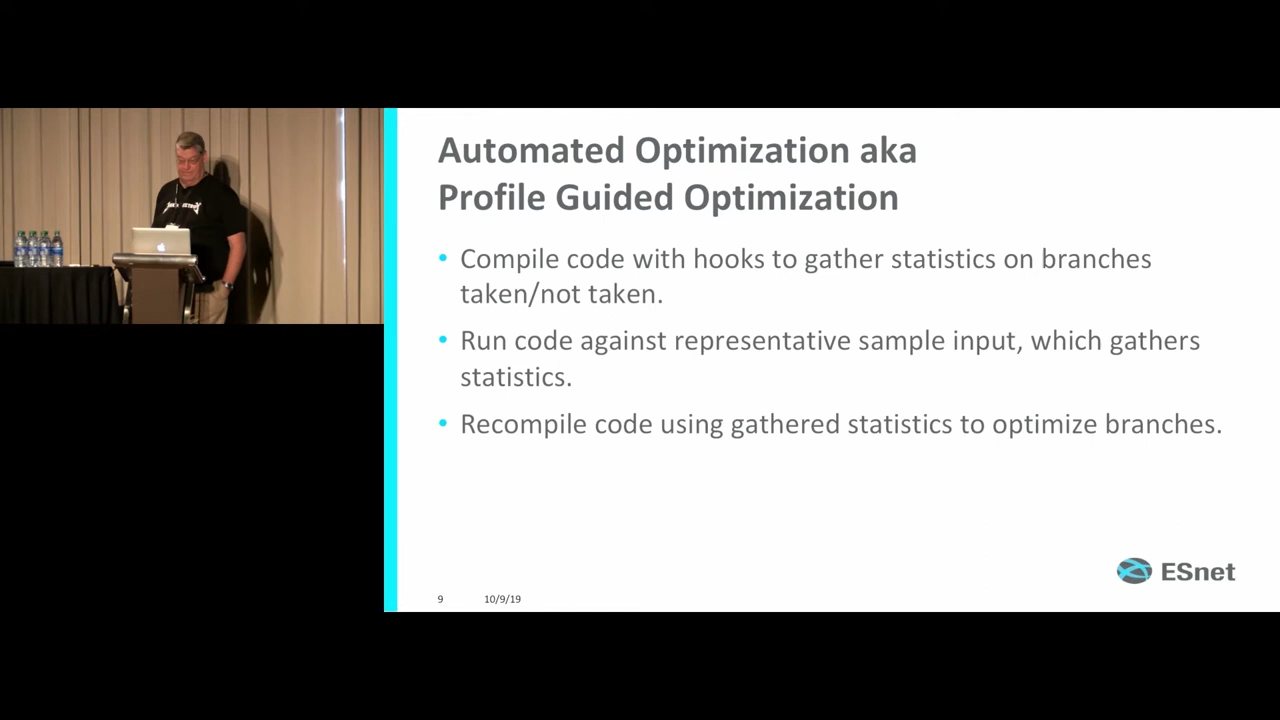 Automated Optimization aka
Profile Guided Optimization
• Compile code with hooks to gather statistics on branches
taken/not taken.
• Run code against representative sample input, which gathers
statistics.
• Recompile code using gathered statistics to optimize branches.
ESnet
9 10/9/19